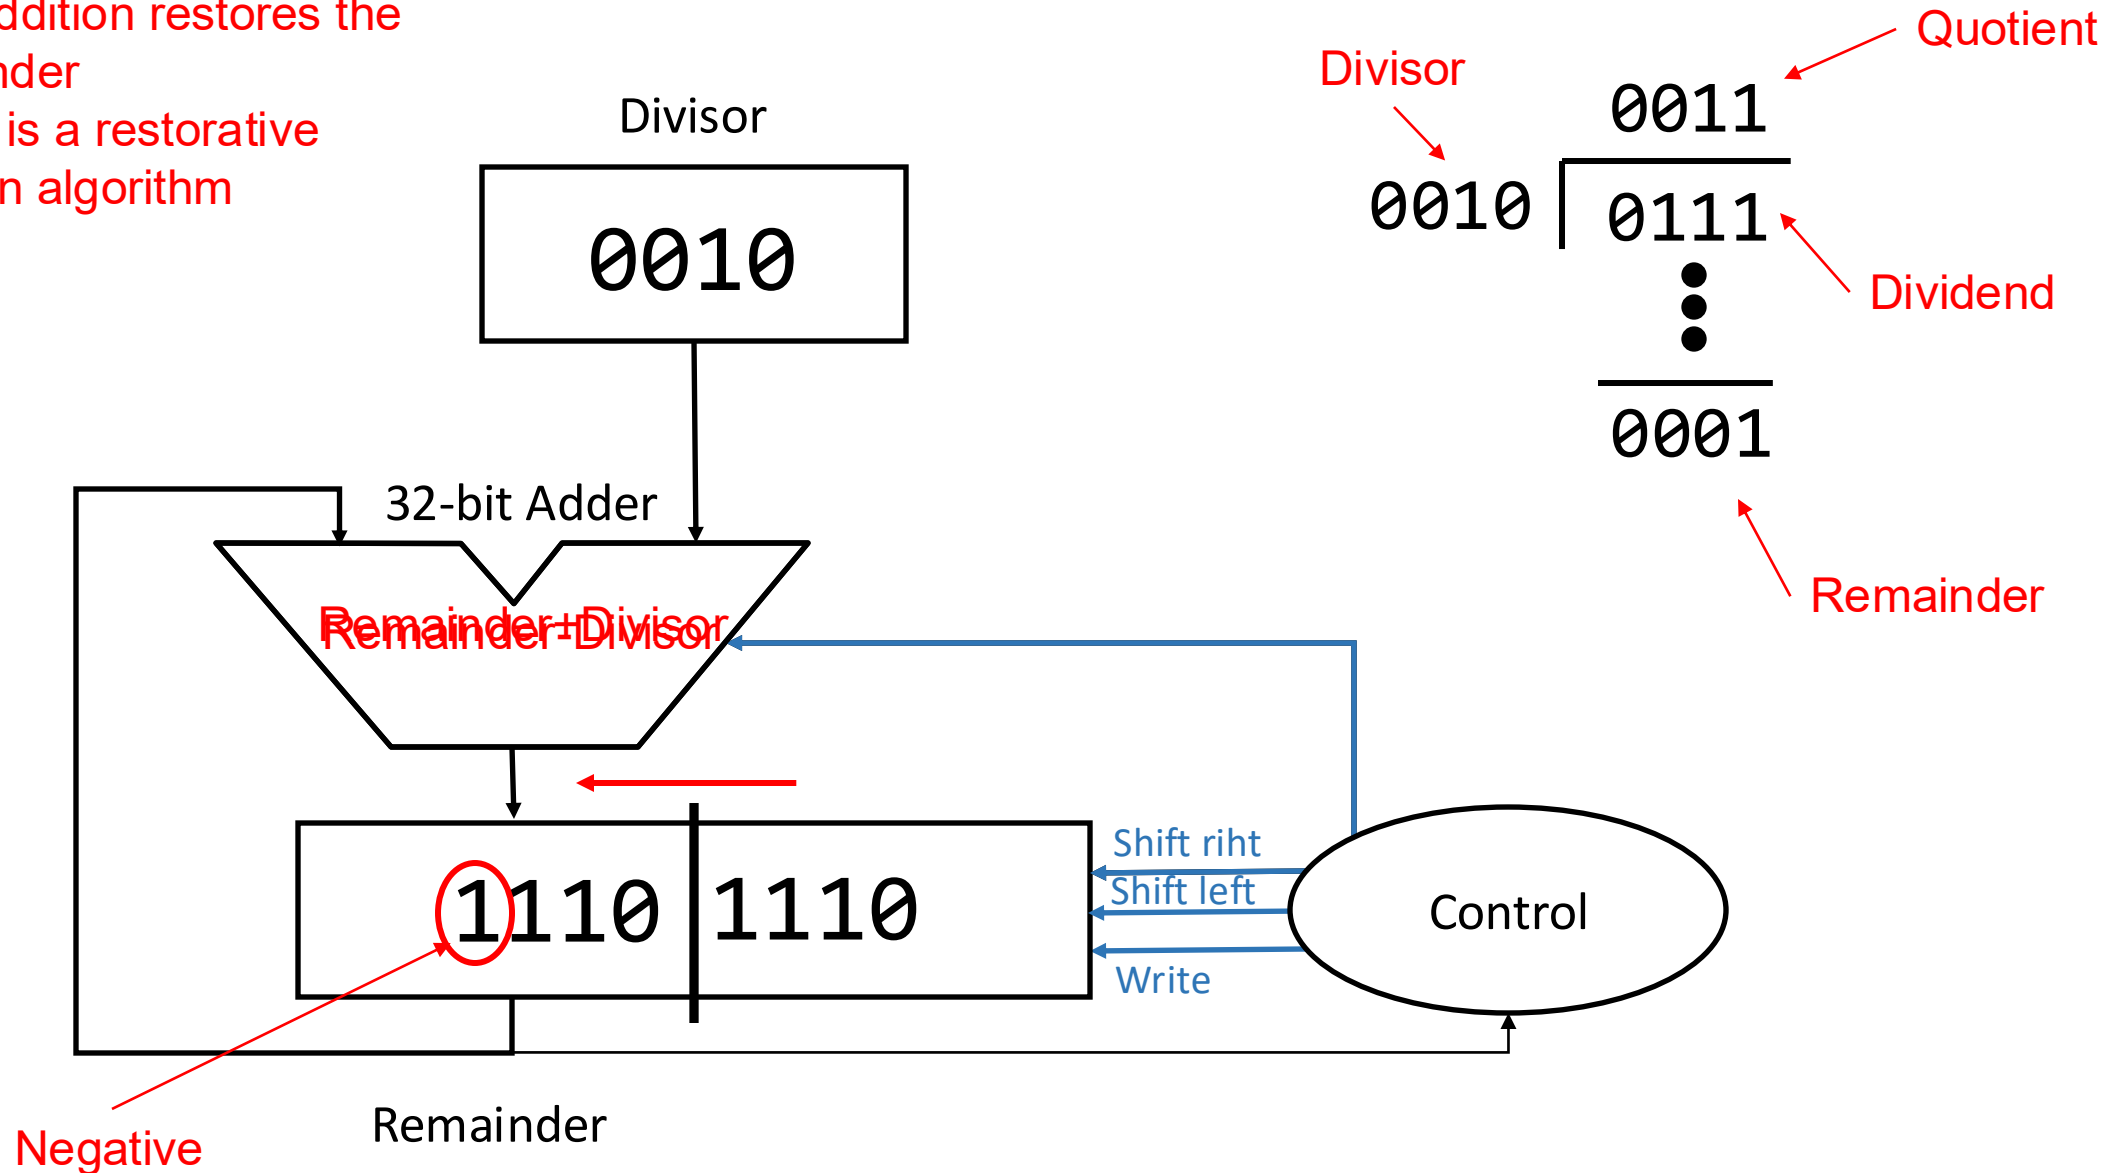 ddition restores the
nder
is a restorative
n algorithm
Divisor
0010
32-bit Adder
Remainder+Divisor
Remainder-Divisor
1110 1110
Remainder
Negative
Shift riht
Shift left
Write
Control
Divisor
Quotient
0011
0010 0111
Dividend
0001
Remainder